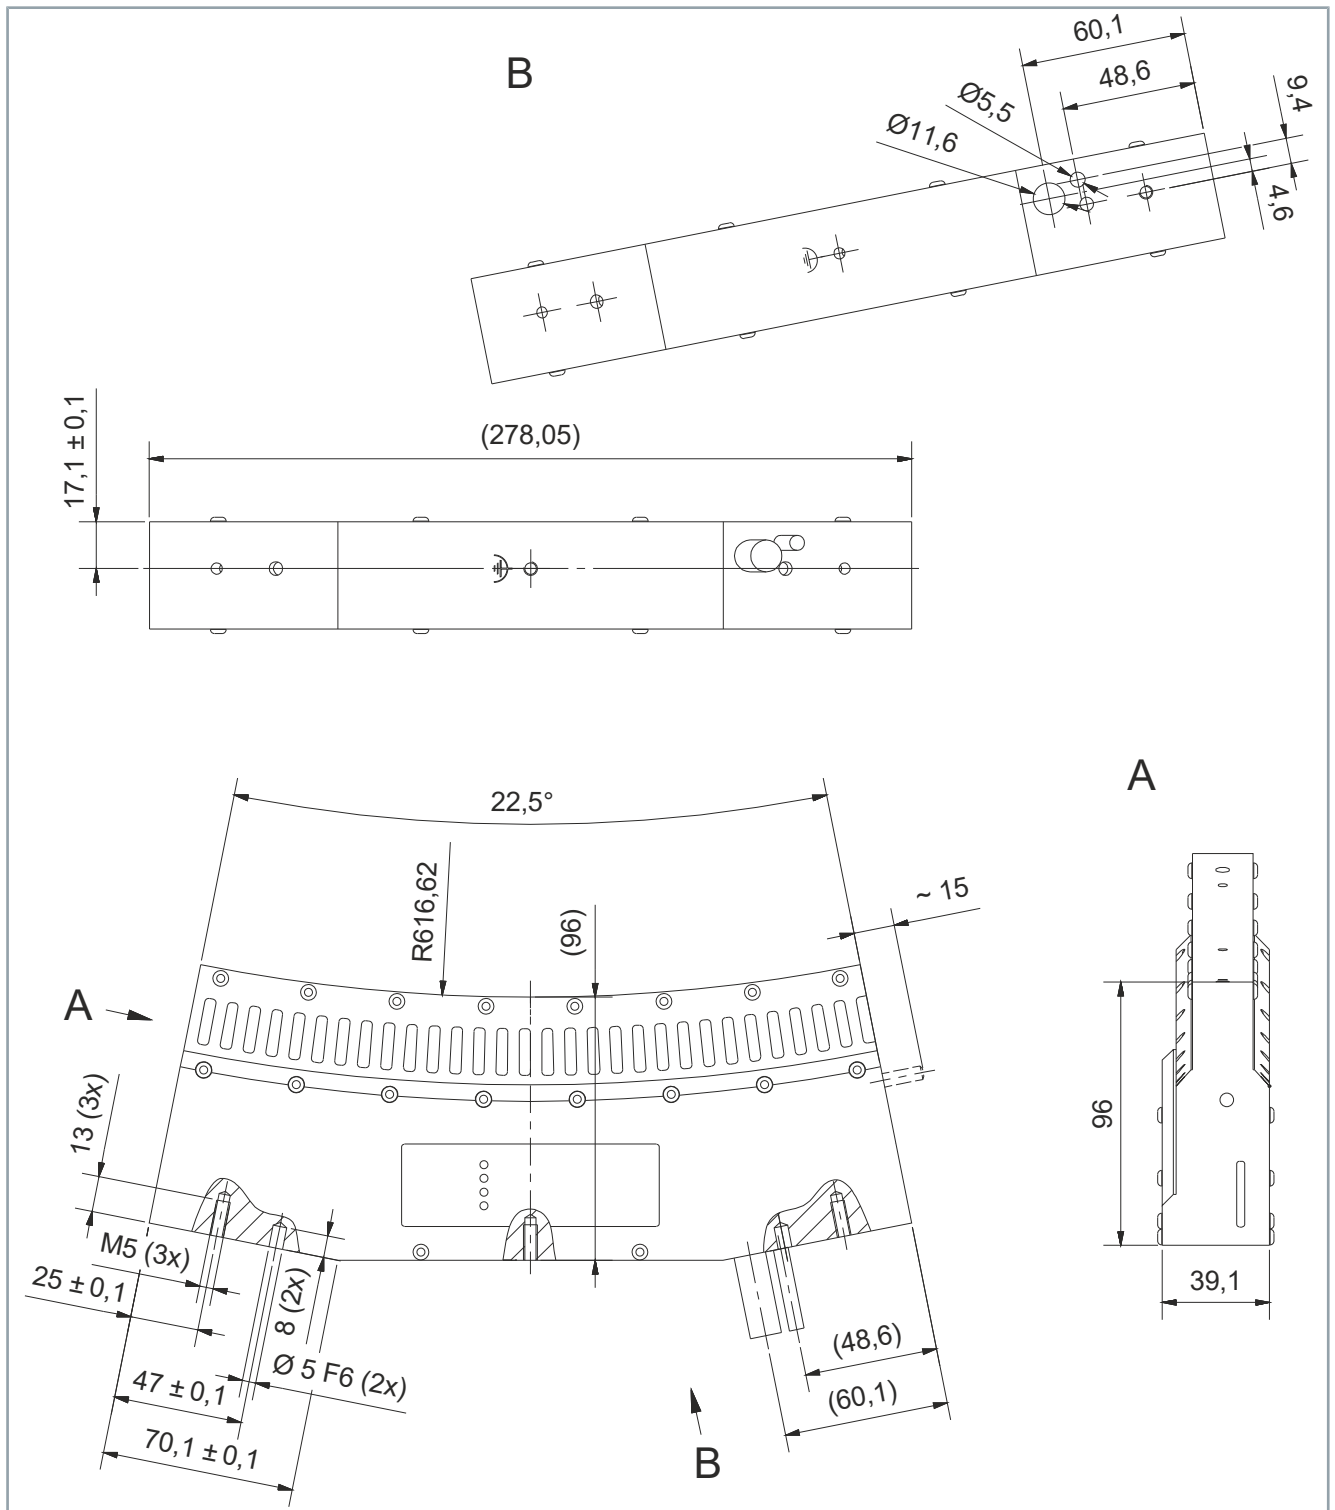 B
60,1
48,6
9,4
Ø5,5
Ø11,6
4,6
17,1 ± 0,1
(278,05)
A
22,5°
R616,62
(96)
~ 15
A
13 (3x)
96
M5 (3x)
25 ± 0,1
8 (2x)
39,1
(48,6)
Ø 5 F6 (2x)
47 ± 0,1
(60,1)
70,1 ± 0,1
B